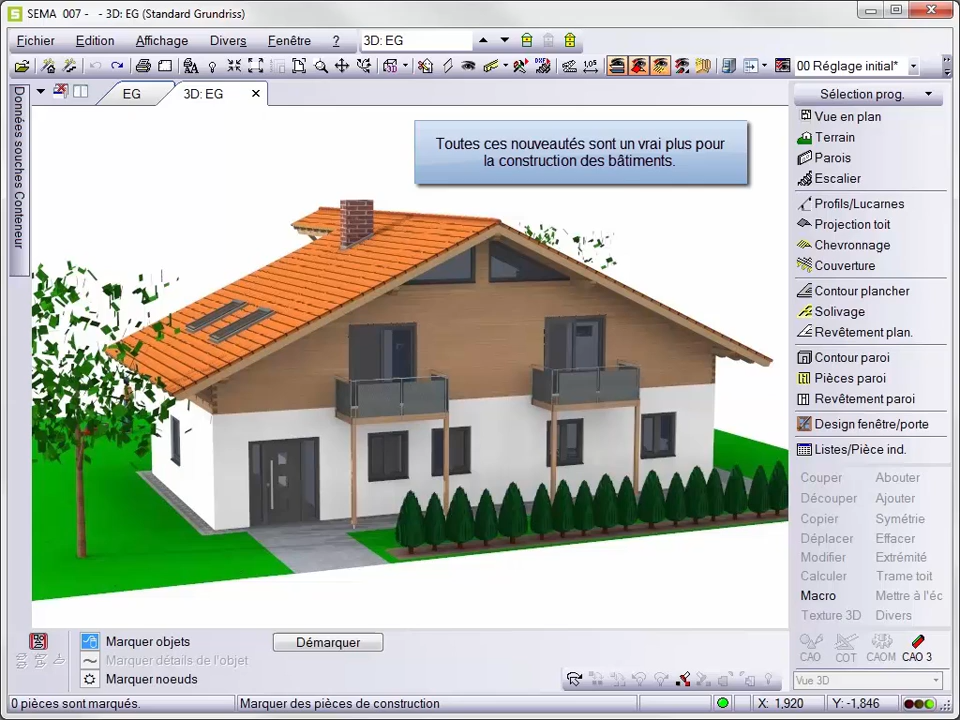 SEMA 007 - - 3D: EG (Standard Grundriss)
Fichier Edition Affichage Divers Fenêtre ? 3D: EG
DXF 1,05 00 Réglage initial*
EG 3D: EG
Données souches Conteneur
Toutes ces nouveautés sont un vrai plus pour
la construction des bâtiments.
Sélection prog.
Vue en plan
Terrain
Parois
Escalier
Profils/Lucarnes
Projection toit
Chevronnage
Couverture
Contour plancher
Solivage
Revêtement plan.
Contour paroi
Pièces paroi
Revêtement paroi
Design fenêtre/porte
Listes/Pièce ind.
Couper Abouter
Découper Ajouter
Copier Symétrie
Déplacer Effacer
Modifier Extrémité
Calculer Trame toit
Macro Mettre à l'éc
Texture 3D Divers
CAO COT CAOM CAO 3
Vue 3D
Marquer objets Démarquer
Marquer détails de l'objet
Marquer noeuds
0 pièces sont marqués. Marquer des pièces de construction X: 1,920 Y: -1,846